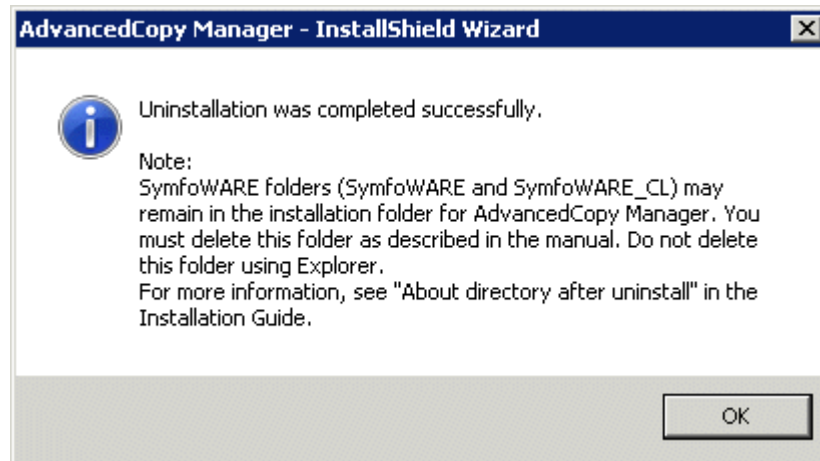 AdvancedCopy Manager - InstallShield Wizard
Uninstallation was completed successfully.
Note:
SymfoWARE folders (SymfoWARE and SymfoWARE_CL) may
remain in the installation folder for AdvancedCopy Manager. You
must delete this folder as described in the manual. Do not delete
this folder using Explorer.
For more information, see "About directory after uninstall" in the
Installation Guide.
OK